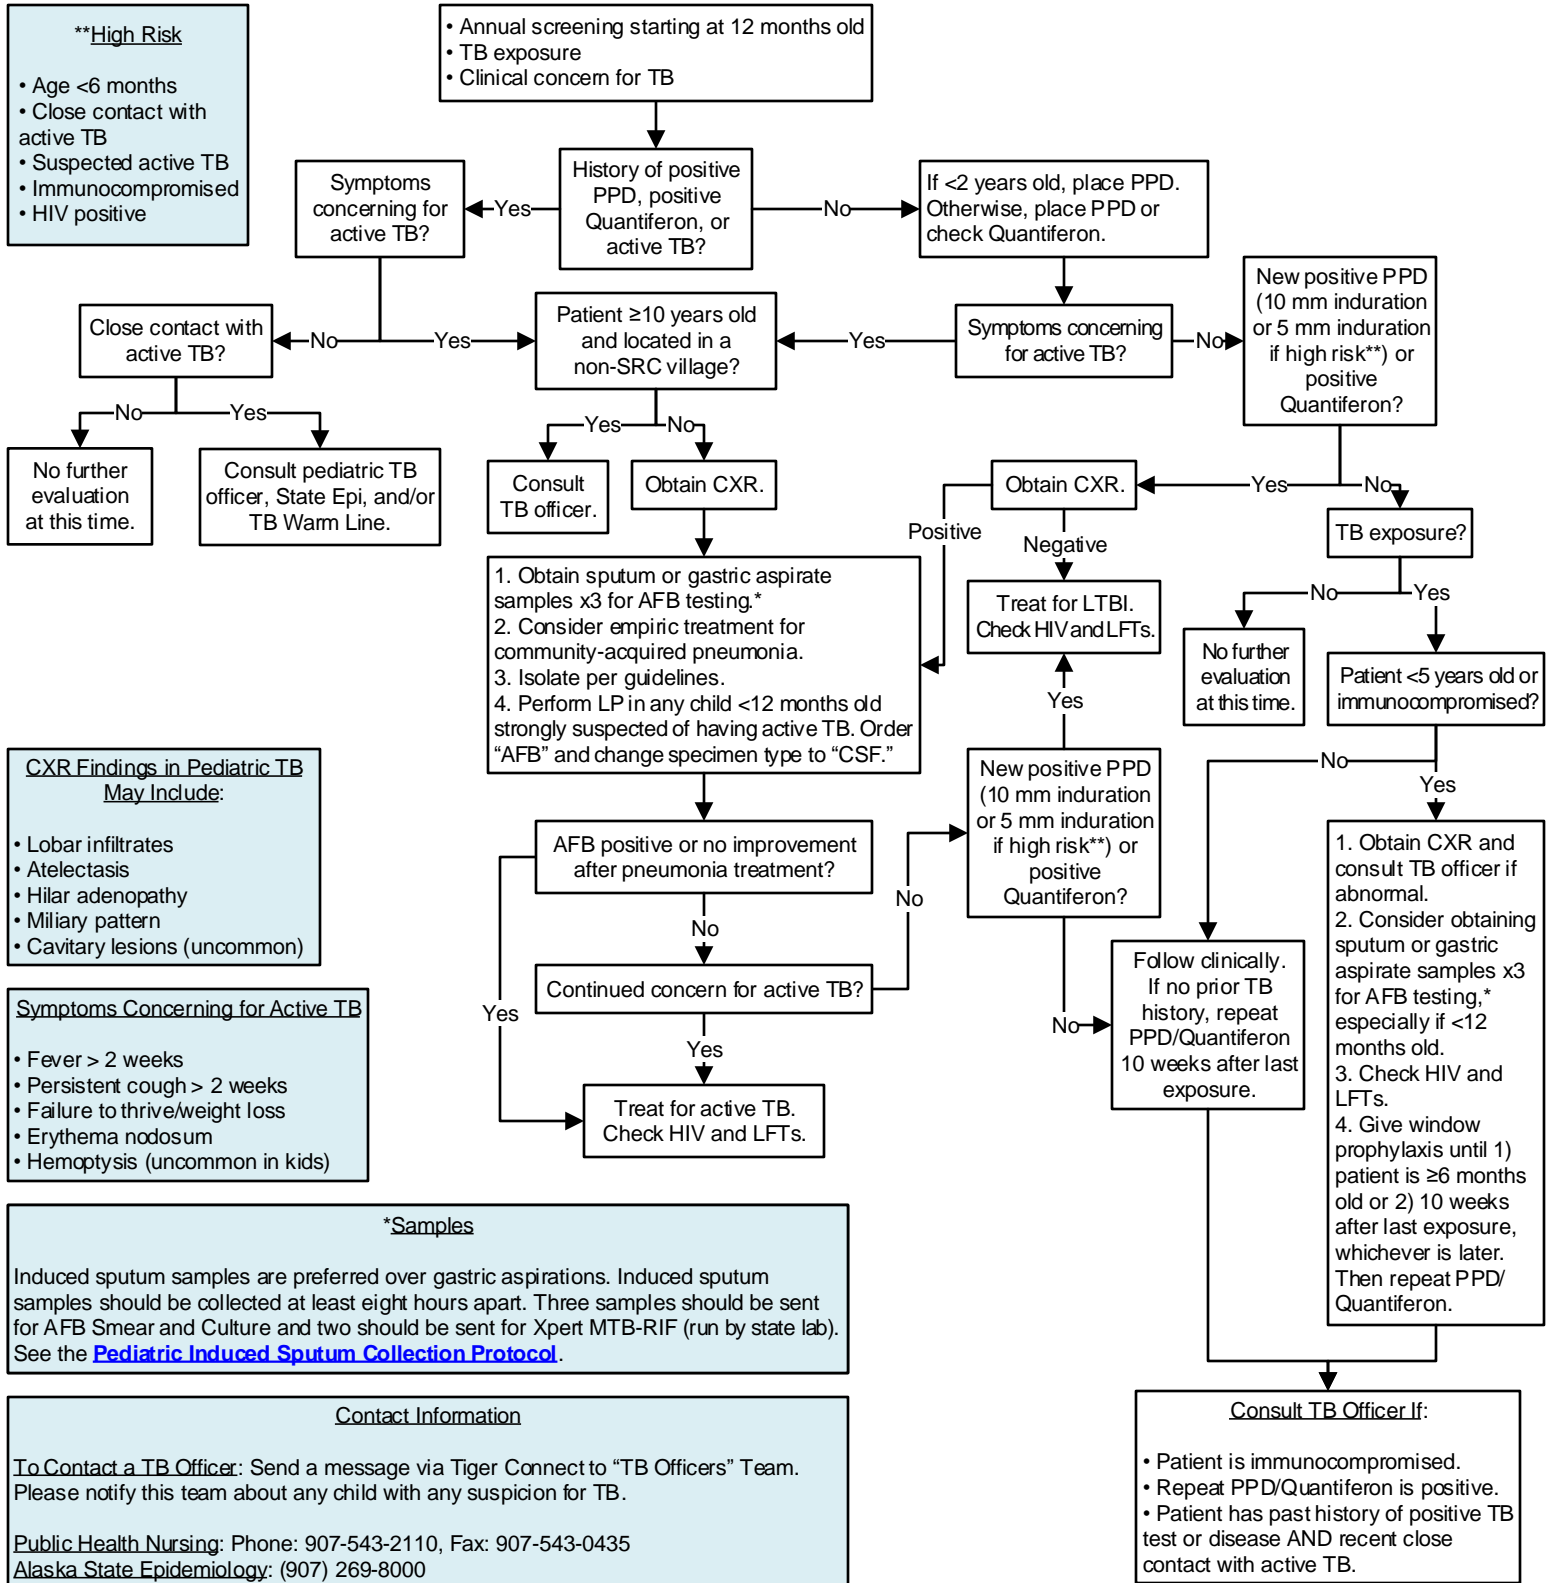 **High Risk
• Age <6 months
• Close contact with
active TB
• Suspected active TB
• Immunocompromised
• HIV positive
• Annual screening starting at 12 months old
• TB exposure
• Clinical concern for TB
Symptoms
concerning for
active TB?
Yes
History of positive
PPD, positive
Quantiferon, or
active TB?
No
If <2 years old, place PPD.
Otherwise, place PPD or
check Quantiferon.
Close contact with
active TB?
No
Yes
Patient ≥10 years old
and located in a
non-SRC village?
Yes
Symptoms concerning
for active TB?
No
New positive PPD
(10 mm induration
or 5 mm induration
if high risk**) or
positive
Quantiferon?
No
Yes
No further
evaluation
at this time.
Consult pediatric TB
officer, State Epi, and/or
TB Warm Line.
Yes
No
Consult
TB officer.
Obtain CXR.
Obtain CXR.
Yes
No
Positive
Negative
TB exposure?
1. Obtain sputum or gastric aspirate
samples x3 for AFB testing.*
2. Consider empiric treatment for
community-acquired pneumonia.
3. Isolate per guidelines.
4. Perform LP in any child <12 months old
strongly suspected of having active TB. Order
“AFB” and change specimen type to “CSF.”
Treat for LTBI.
Check HIV and LFTs.
Yes
No
Yes
No further
evaluation
at this time.
Patient <5 years old or
immunocompromised?
No
Yes
CXR Findings in Pediatric TB
May Include:
• Lobar infiltrates
• Atelectasis
• Hilar adenopathy
• Miliary pattern
• Cavitary lesions (uncommon)
AFB positive or no improvement
after pneumonia treatment?
No
Yes
Continued concern for active TB?
No
Yes
New positive PPD
(10 mm induration
or 5 mm induration
if high risk**) or
positive
Quantiferon?
No
Follow clinically.
If no prior TB
history, repeat
PPD/Quantiferon
10 weeks after last
exposure.
1. Obtain CXR and
consult TB officer if
abnormal.
2. Consider obtaining
sputum or gastric
aspirate samples x3
for AFB testing,*
especially if <12
months old.
3. Check HIV and
LFTs.
4. Give window
prophylaxis until 1)
patient is ≥6 months
old or 2) 10 weeks
after last exposure,
whichever is later.
Then repeat PPD/
Quantiferon.
Symptoms Concerning for Active TB
• Fever > 2 weeks
• Persistent cough > 2 weeks
• Failure to thrive/weight loss
• Erythema nodosum
• Hemoptysis (uncommon in kids)
Treat for active TB.
Check HIV and LFTs.
*Samples
Induced sputum samples are preferred over gastric aspirations. Induced sputum
samples should be collected at least eight hours apart. Three samples should be sent
for AFB Smear and Culture and two should be sent for Xpert MTB-RIF (run by state lab).
See the Pediatric Induced Sputum Collection Protocol.
Contact Information
To Contact a TB Officer: Send a message via Tiger Connect to “TB Officers” Team.
Please notify this team about any child with any suspicion for TB.
Public Health Nursing: Phone: 907-543-2110, Fax: 907-543-0435
Alaska State Epidemiology: (907) 269-8000
Consult TB Officer If:
• Patient is immunocompromised.
• Repeat PPD/Quantiferon is positive.
• Patient has past history of positive TB
test or disease AND recent close
contact with active TB.